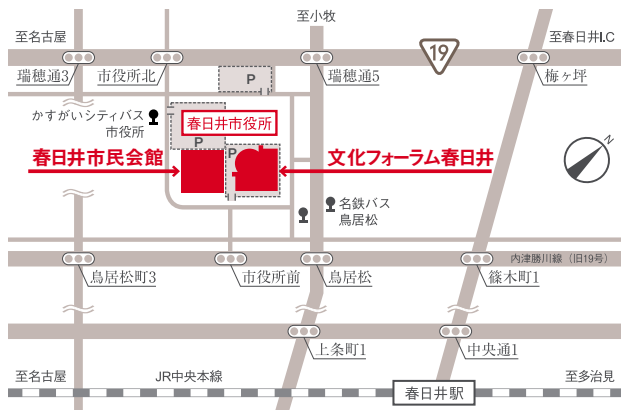 至小牧
至名古屋
19
至春日井I.C
瑞穂通3
市役所北
瑞穂通5
梅ヶ坪
P
かすがいシティバス
市役所
春日井市役所
P
N
春日井市民会館
P
文化フォーラム春日井
名鉄バス
鳥居松
内津勝川線（旧19号）
鳥居松町3
市役所前
鳥居松
篠木町1
上条町1
中央通1
至名古屋
JR中央本線
春日井駅
至多治見